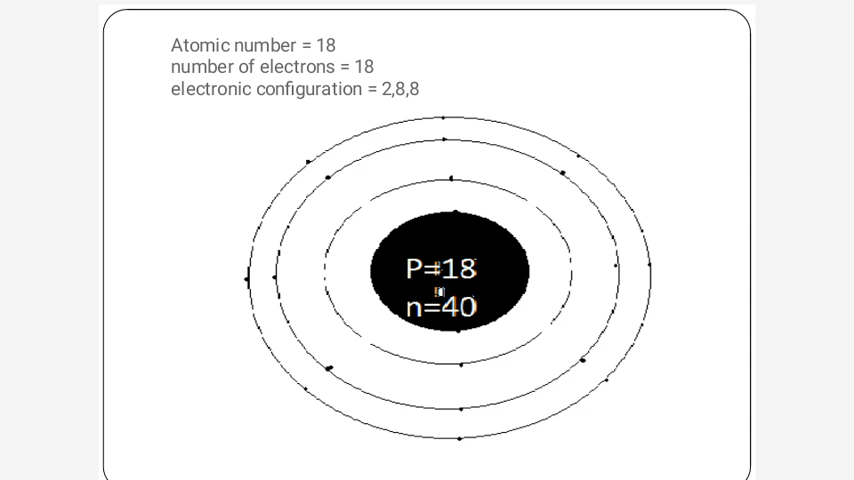 Atomic number = 18
number of electrons = 18
electronic configuration = 2,8,8
P=18
n=40